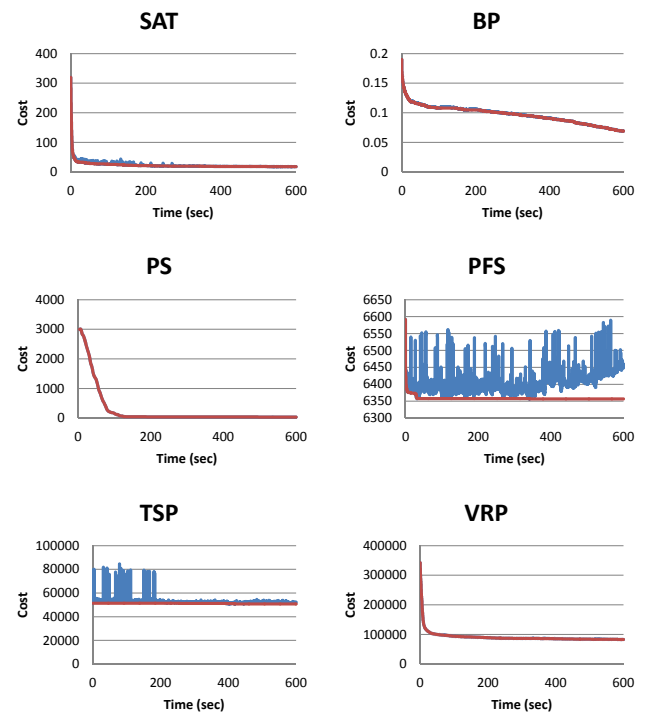 SAT
400
300
200
100
0
Cost
0 200 400 600
Time (sec)
BP
0.2
0.15
0.1
0.05
0
Cost
0 200 400 600
Time (sec)
PS
4000
3000
2000
1000
0
Cost
0 200 400 600
Time (sec)
PFS
6650
6600
6550
6500
6450
6400
6350
6300
Cost
0 200 400 600
Time (sec)
TSP
100000
80000
60000
40000
20000
0
Cost
0 200 400 600
Time (sec)
VRP
400000
300000
200000
100000
0
Cost
0 200 400 600
Time (sec)